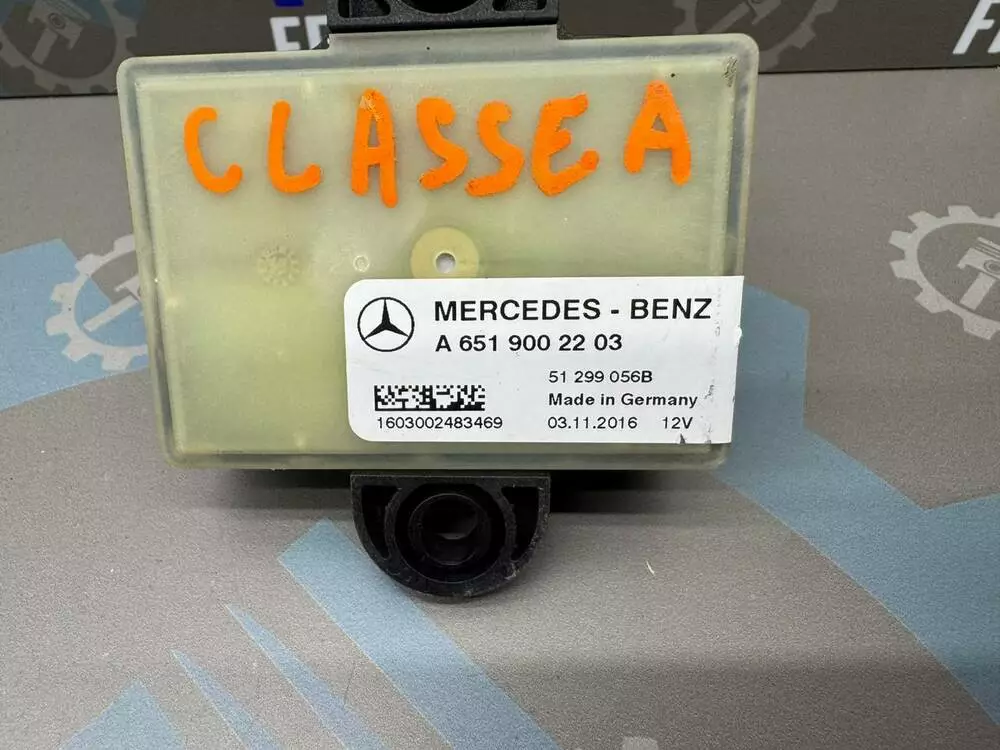 CLASSE A
MERCEDES - BENZ
A 651 900 22 03
51 299 056B
Made in Germany
1603002483469
03.11.2016 12V